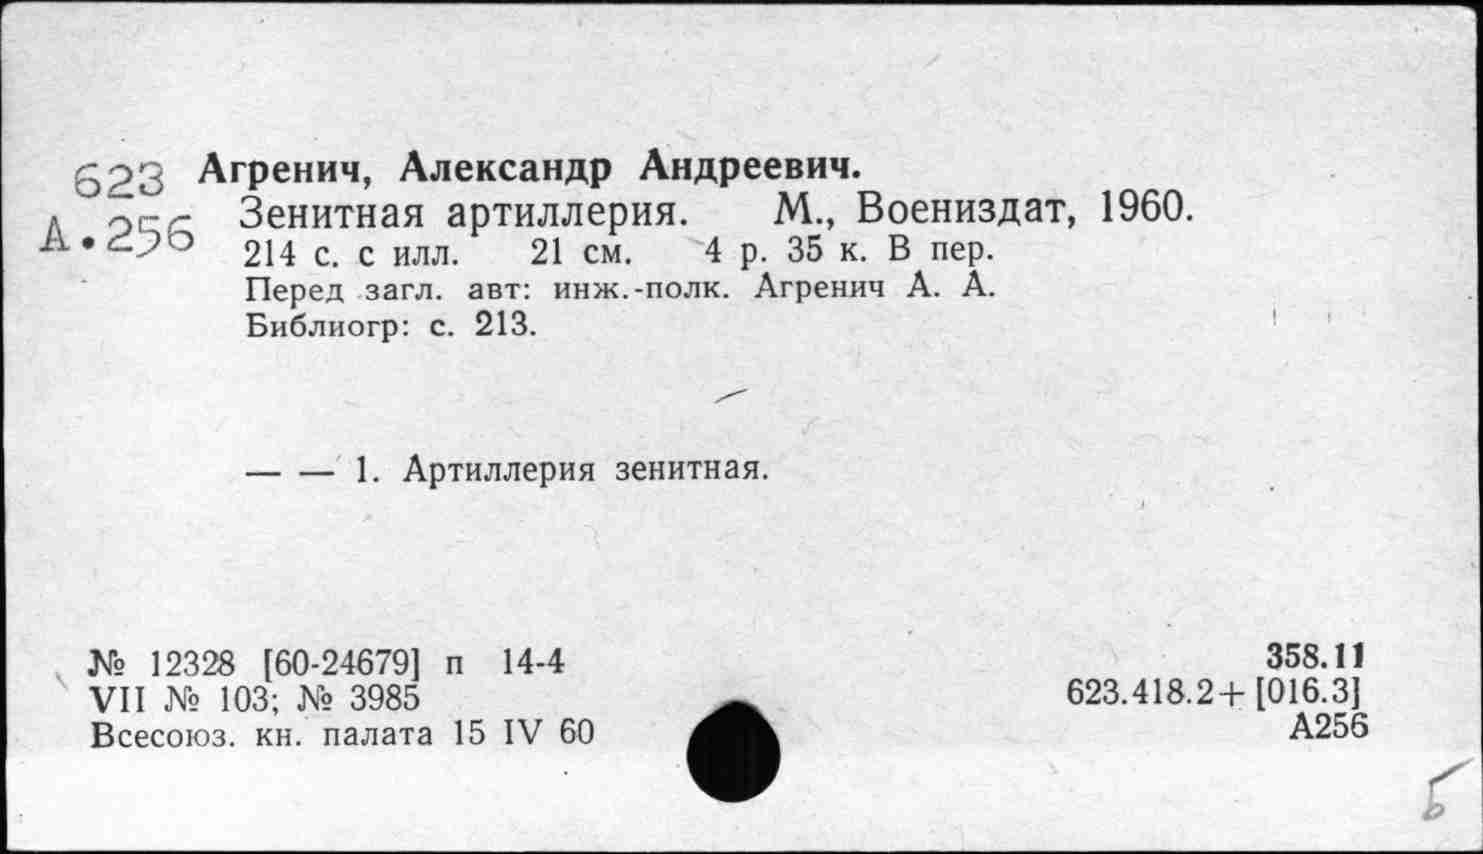 623 Агренич, Александр Андреевич.
А.256 Зенитная артиллерия. М., Воениздат, 1960.
214 с. с илл. 21 см. 4 р. 35 к. В пер.
Перед загл. авт: инж.-полк. Агренич А. А.
Библиогр: с. 213.
— — 1. Артиллерия зенитная.
№ 12328 [60-24679] п 14-4
VII № 103; № 3985
Всесоюз. кн. палата 15 IV 60
358.11
623.418.2+[016.3]
А256